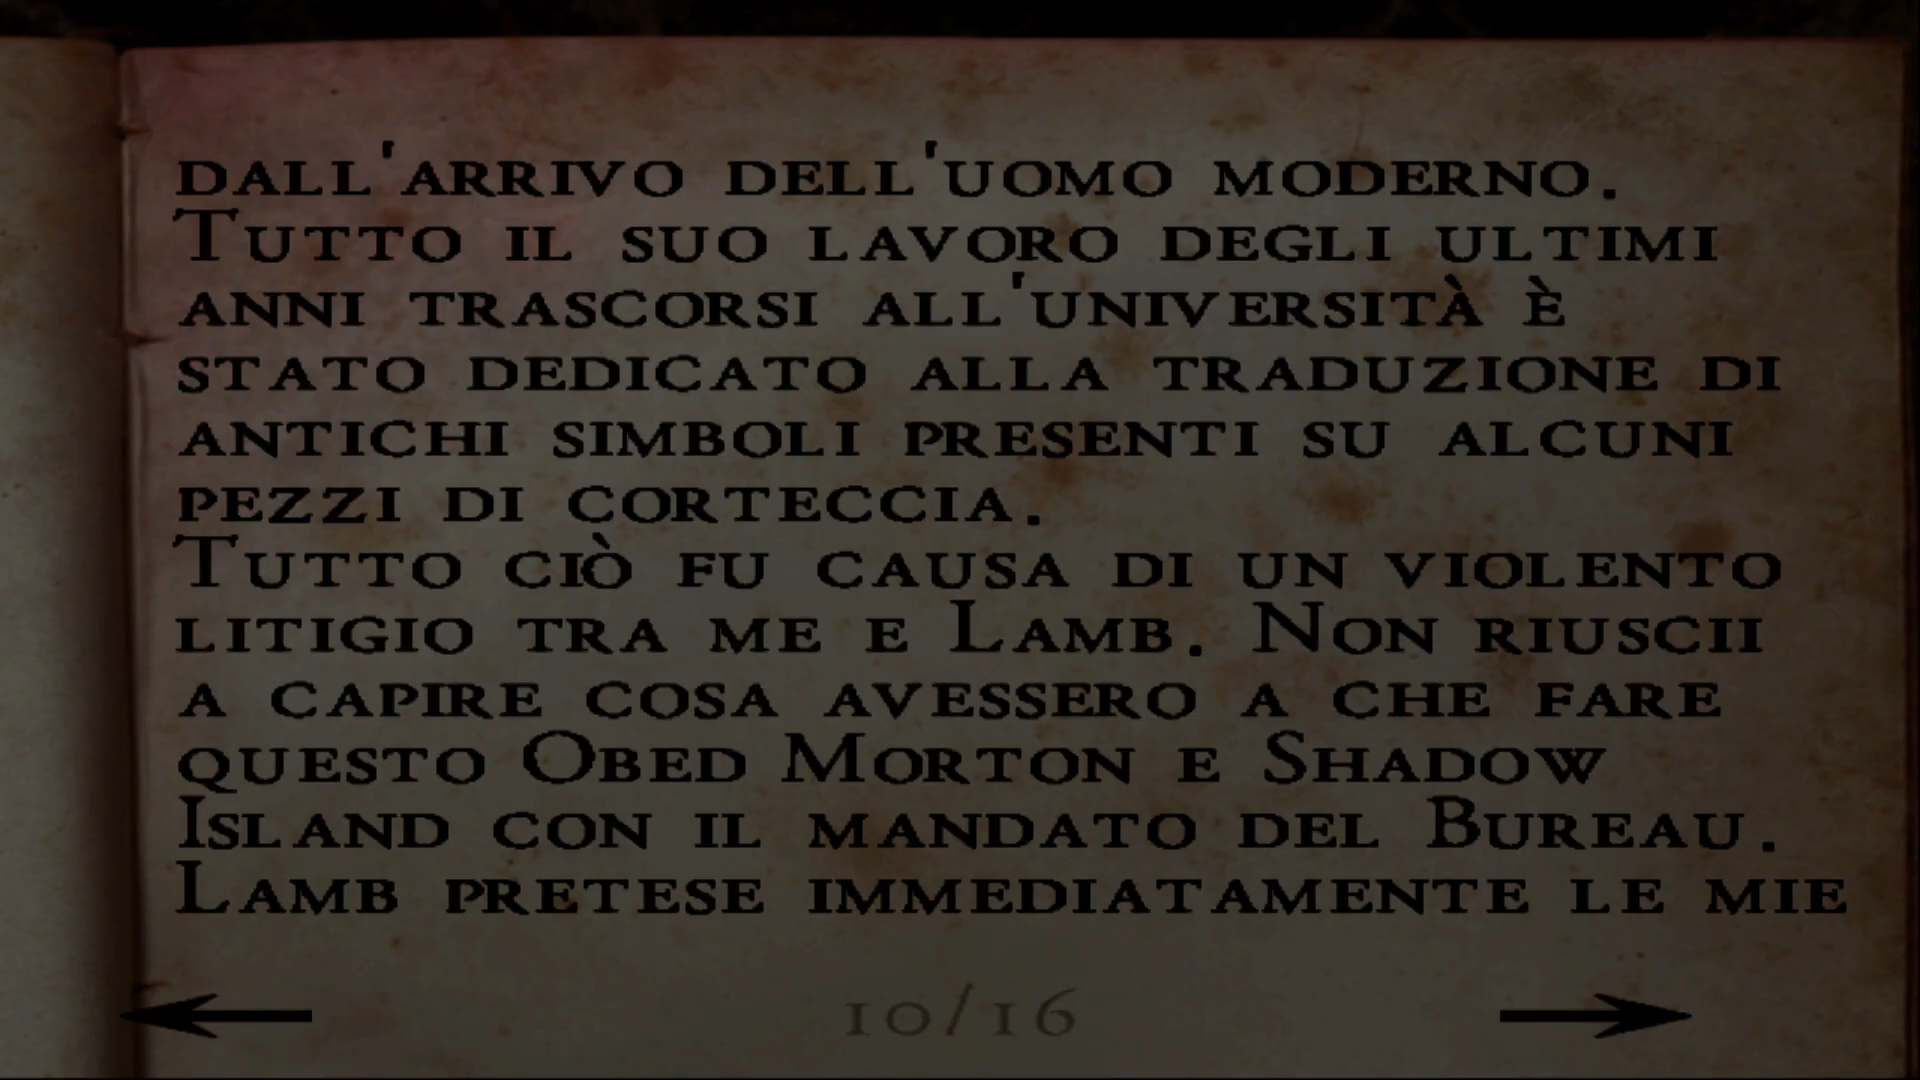 dall'arrivo dell'uomo moderno.
Tutto il suo lavoro degli ultimi
anni trascorsi all'università è
stato dedicato alla traduzione di
antichi simboli presenti su alcuni
pezzi di corteccia.
Tutto ciò fu causa di un violento
litigio tra me e Lamb. Non riuscii
a capire cosa avessero a che fare
questo Obed Morton e Shadow
Island con il mandato del Bureau.
Lamb pretese immediatamente le mie
10/16